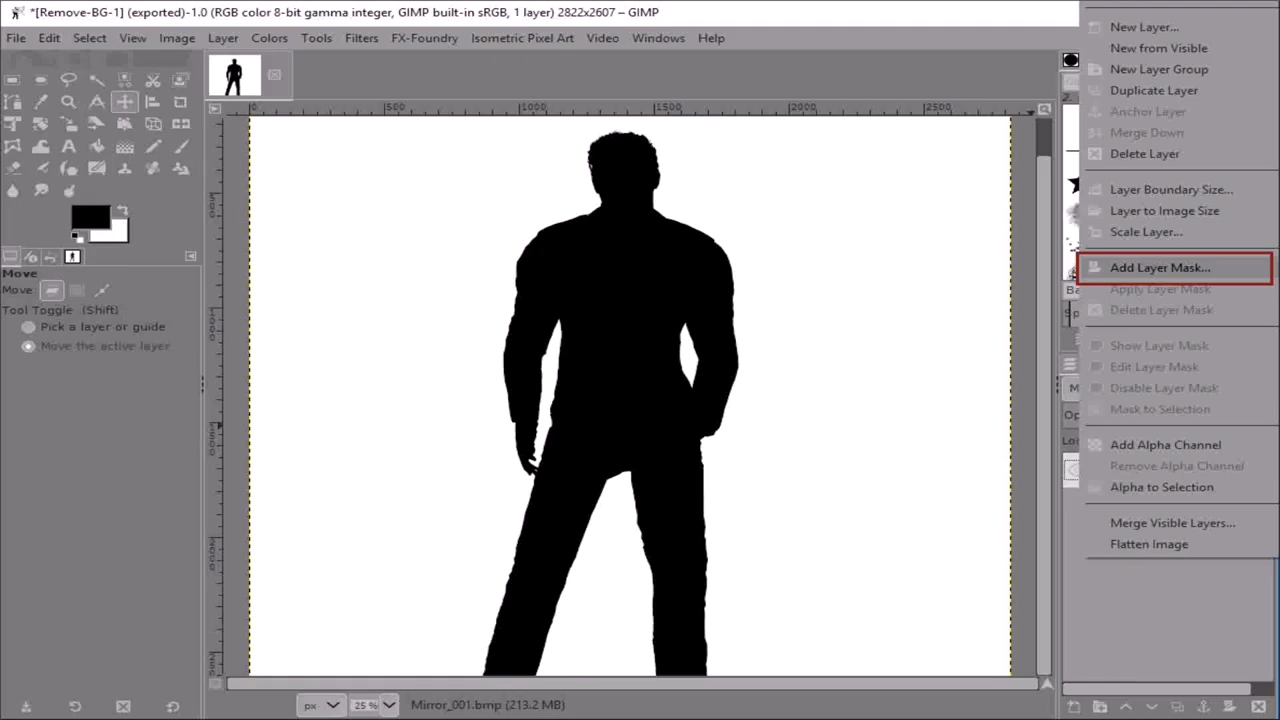 *[Remove-BG-1] (exported)-1.0 (RGB color 8-bit gamma integer, GIMP built-in sRGB, 1 layer) 2822x2607 – GIMP
File Edit Select View Image Layer Colors Tools Filters FX-Foundry Isometric Pixel Art Video Windows Help
0 500 1000 1500 2000 2500
Move
Move:
Tool Toggle (Shift)
Pick a layer or guide
Move the active layer
New Layer...
New from Visible
New Layer Group
Duplicate Layer
Anchor Layer
Merge Down
Delete Layer
Layer Boundary Size...
Layer to Image Size
Scale Layer...
Add Layer Mask...
Apply Layer Mask
Delete Layer Mask
Show Layer Mask
Edit Layer Mask
Disable Layer Mask
Mask to Selection
Add Alpha Channel
Remove Alpha Channel
Alpha to Selection
Merge Visible Layers...
Flatten Image
px 25 % Mirror_001.bmp (213.2 MB)